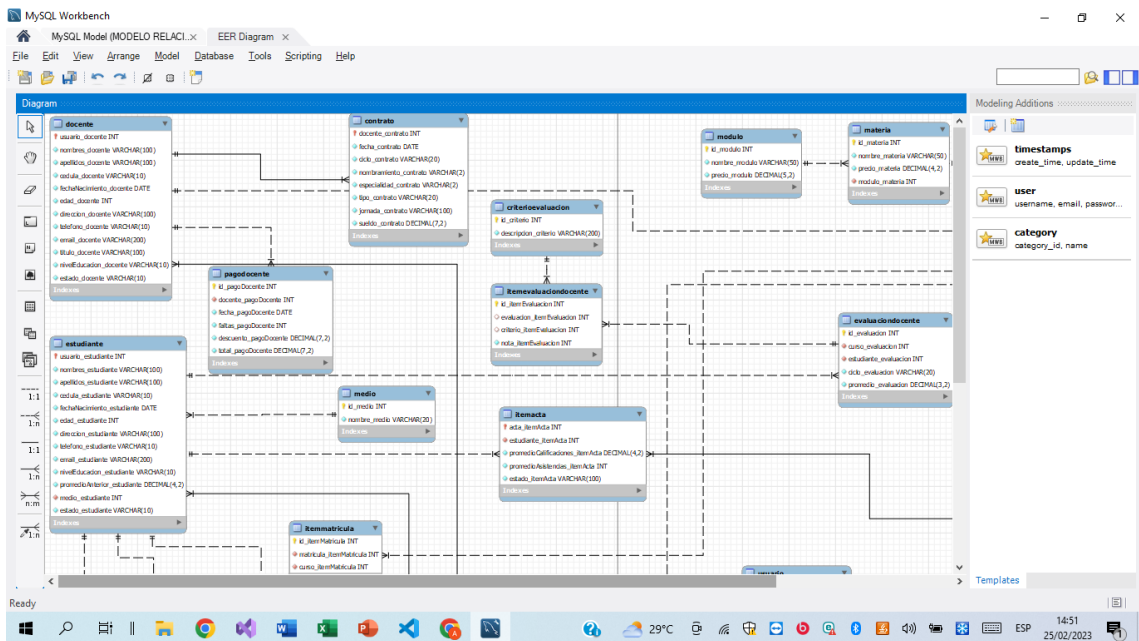 MySQL Workbench
MySQL Model (MODELO RELACI... ×
EER Diagram ×
File Edit View Arrange Model Database Tools Scripting Help
Diagram
docente
usuario_docente INT
nombres_docente VARCHAR(100)
apellidos_docente VARCHAR(100)
cedula_docente VARCHAR(10)
fechaNacimiento_docente DATE
edad_docente INT
direccion_docente VARCHAR(100)
telefono_docente VARCHAR(10)
email_docente VARCHAR(200)
titulo_docente VARCHAR(100)
nivelEducacion_docente VARCHAR(10)
estado_docente VARCHAR(10)
Indexes
contrato
docente_contrato INT
fecha_contrato DATE
ciclo_contrato VARCHAR(20)
nombramiento_contrato VARCHAR(2)
especialidad_contrato VARCHAR(2)
tipo_contrato VARCHAR(20)
jornada_contrato VARCHAR(100)
sueldo_contrato DECIMAL(7,2)
Indexes
modulo
id_modulo INT
nombre_modulo VARCHAR(50)
precio_modulo DECIMAL(5,2)
Indexes
materia
id_materia INT
nombre_materia VARCHAR(50)
precio_materia DECIMAL(4,2)
modulo_materia INT
Indexes
criterioevaluacion
id_criterio INT
descripcion_criterio VARCHAR(200)
Indexes
pagodocente
id_pagoDocente INT
docente_pagoDocente INT
fecha_pagoDocente DATE
faltas_pagoDocente INT
descuento_pagoDocente DECIMAL(7,2)
total_pagoDocente DECIMAL(7,2)
Indexes
itemevaluaciondocente
id_itemEvaluacion INT
evaluacion_itemEvaluacion INT
criterio_itemEvaluacion INT
nota_itemEvaluacion INT
Indexes
evaluaciondocente
id_evaluacion INT
curso_evaluacion INT
estudiante_evaluacion INT
ciclo_evaluacion VARCHAR(20)
promedio_evaluacion DECIMAL(3,2)
Indexes
estudiante
usuario_estudiante INT
nombres_estudiante VARCHAR(100)
apellidos_estudiante VARCHAR(100)
cedula_estudiante VARCHAR(10)
fechaNacimiento_estudiante DATE
edad_estudiante INT
direccion_estudiante VARCHAR(100)
telefono_estudiante VARCHAR(10)
email_estudiante VARCHAR(200)
nivelEducacion_estudiante VARCHAR(10)
promedioAnterior_estudiante DECIMAL(4,2)
medio_estudiante INT
estado_estudiante VARCHAR(10)
Indexes
medio
id_medio INT
nombre_medio VARCHAR(20)
Indexes
itemacta
acta_itemActa INT
estudiante_itemActa INT
promedioCalificaciones_itemActa DECIMAL(4,2)
promedioAsistencias_itemActa INT
estado_itemActa VARCHAR(100)
Indexes
itemmatricula
id_itemMatricula INT
matricula_itemMatricula INT
curso_itemMatricula INT
usuario
1:1
1:n
1:1
1:n
n:m
1:n
Modeling Additions
timestamps
create_time, update_time
user
username, email, passwor...
category
category_id, name
Templates
Ready
29°C
ESP
14:51
25/02/2023